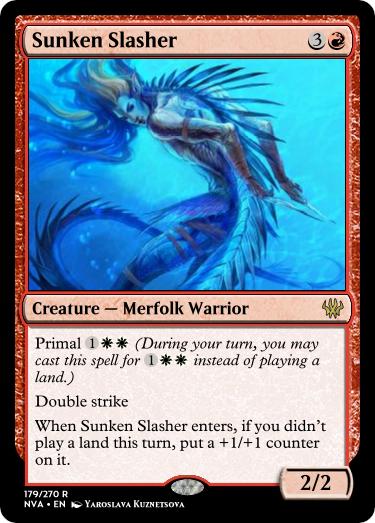 Sunken Slasher 3
Creature — Merfolk Warrior
Primal 1 (During your turn, you may
cast this spell for 1 instead of playing a
land.)
Double strike
When Sunken Slasher enters, if you didn't
play a land this turn, put a +1/+1 counter
on it.
2/2
179/270 R
NVA • EN Yaroslava Kuznetsova